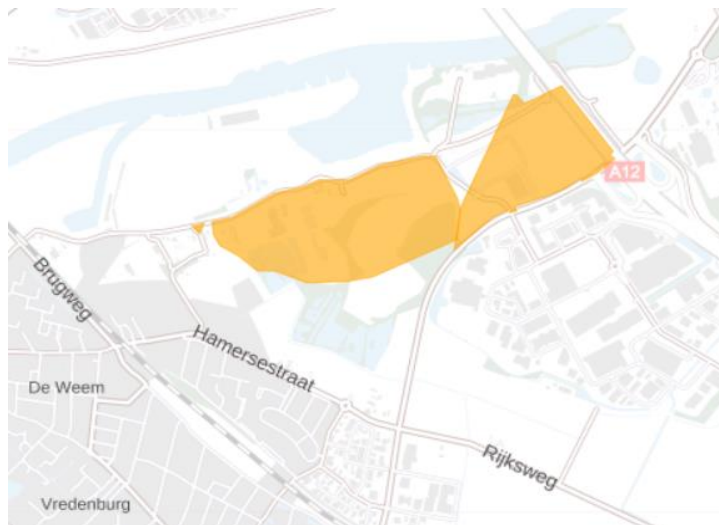 A12
Brugweg
Hamersestraat
De Weem
Rijksweg
Vredenburg